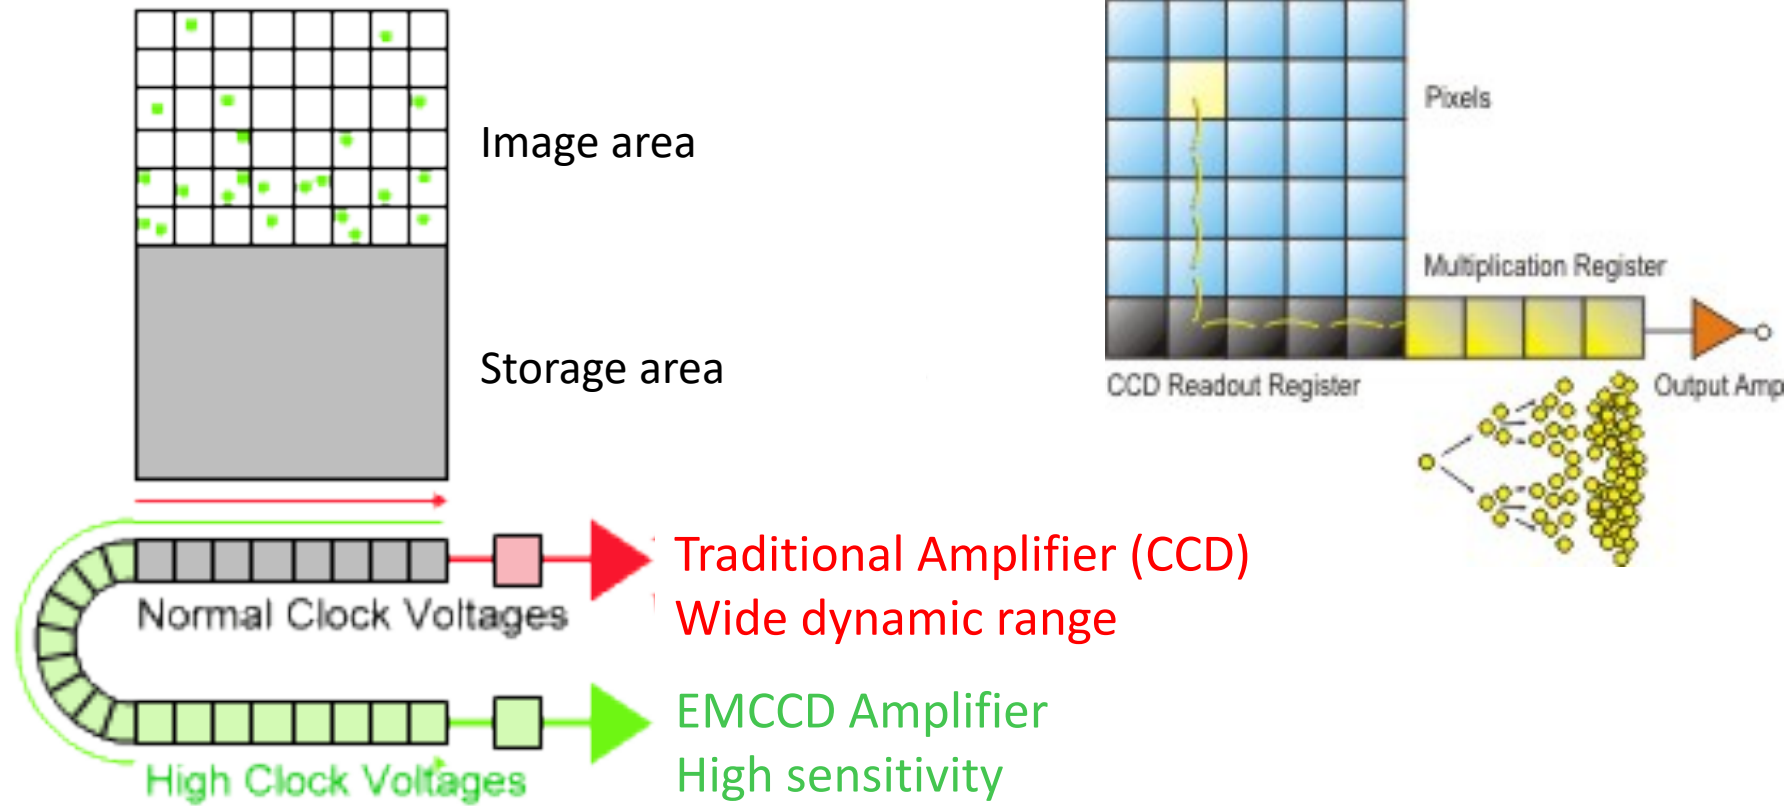 Image area
Storage area
Traditional Amplifier (CCD)
Wide dynamic range
Normal Clock Voltages
EMCCD Amplifier
High sensitivity
High Clock Voltages
Pixels
Multiplication Register
CCD Readout Register
Output Amp